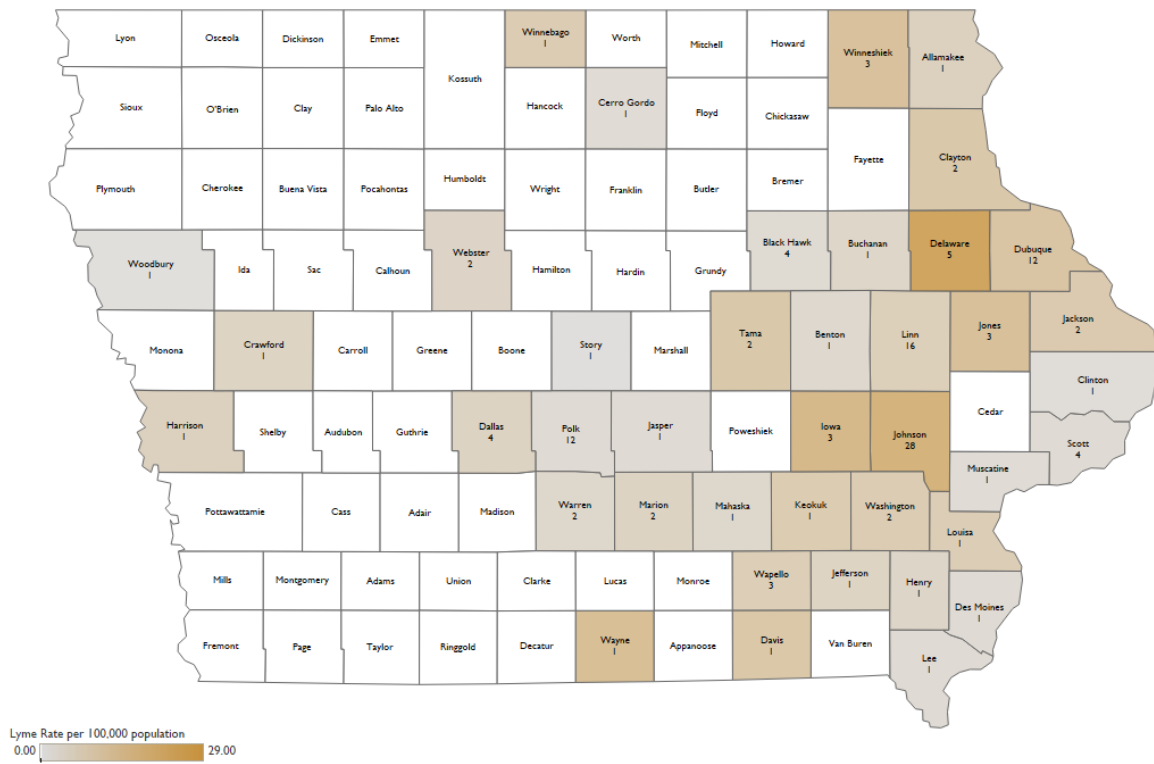 Lyon
Osceola
Dickinson
Emmet
Kossuth
Winnebago
1
Worth
Mitchell
Howard
Winneshiek
3
Allamakee
1
Sioux
O'Brien
Clay
Palo Alto
Hancock
Cerro Gordo
1
Floyd
Chickasaw
Fayette
Clayton
2
Plymouth
Cherokee
Buena Vista
Pocahontas
Humboldt
Wright
Franklin
Butler
Bremer
Woodbury
1
Ida
Sac
Calhoun
Webster
2
Hamilton
Hardin
Grundy
Black Hawk
4
Buchanan
1
Delaware
5
Dubuque
12
Monona
Crawford
1
Carroll
Greene
Boone
Story
1
Marshall
Tama
2
Benton
1
Linn
16
Jones
3
Jackson
2
Clinton
1
Harrison
1
Shelby
Audubon
Guthrie
Dallas
4
Polk
12
Jasper
1
Poweshiek
Iowa
3
Johnson
28
Cedar
Scott
4
Muscatine
1
Pottawattamie
Cass
Adair
Madison
Warren
2
Marion
2
Mahaska
1
Keokuk
1
Washington
2
Louisa
1
Mills
Montgomery
Adams
Union
Clarke
Lucas
Monroe
Wapello
3
Jefferson
1
Henry
1
Des Moines
1
Fremont
Page
Taylor
Ringgold
Decatur
Wayne
1
Appanoose
Davis
1
Van Buren
Lee
1
Lyme Rate per 100,000 population
0.00 29.00